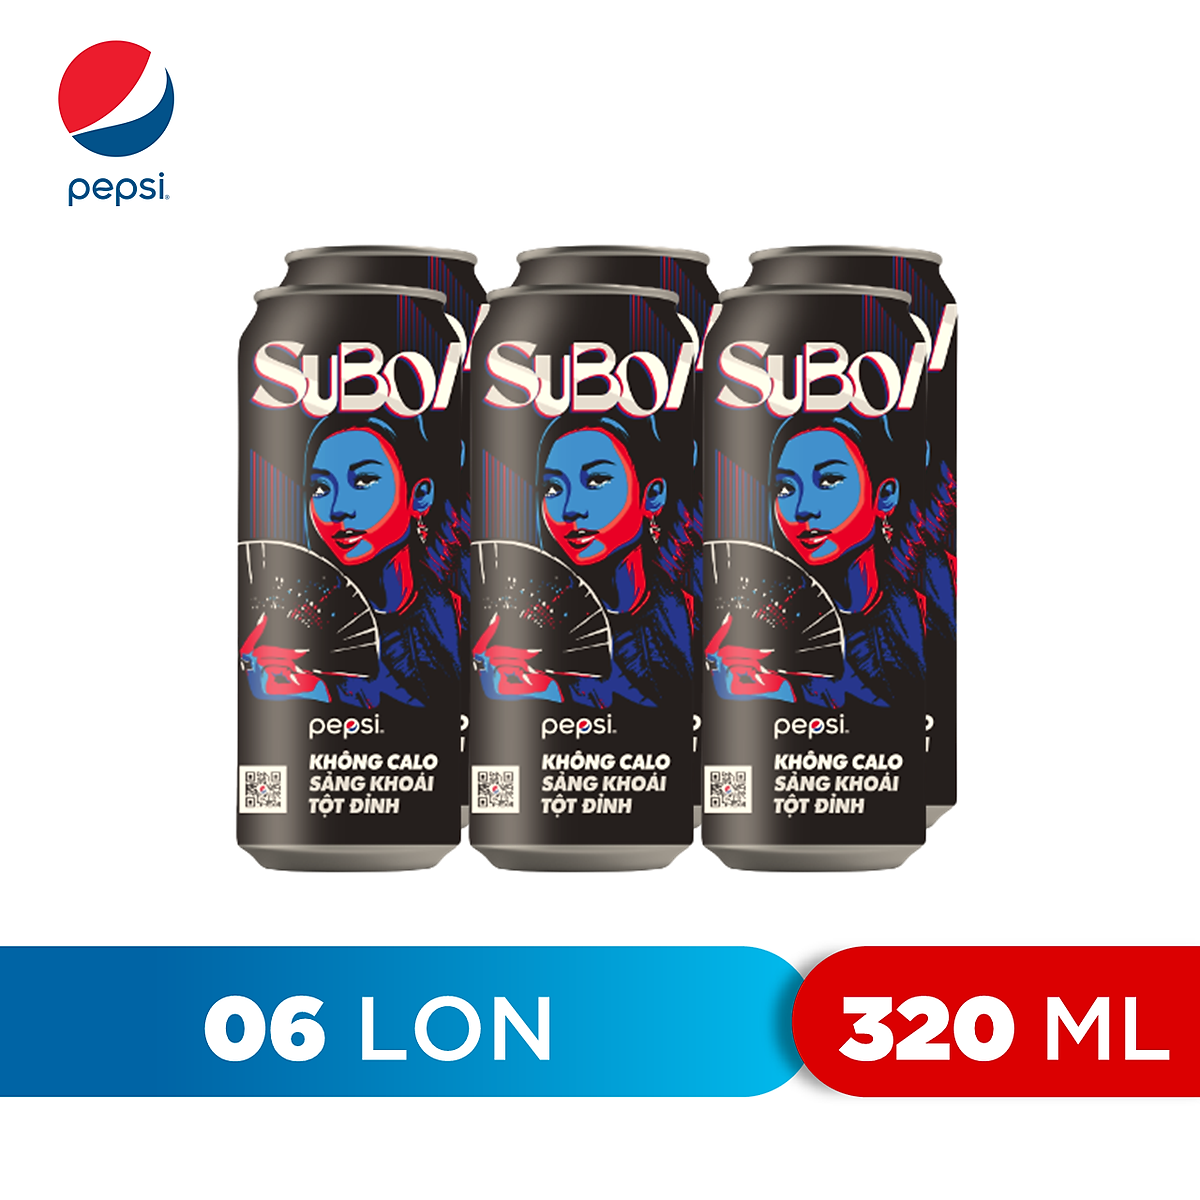 pepsi
SUBOI
SUBOI
SUBOI
pepsi
KHÔNG CALO
SẢNG KHOÁI
TỘT ĐỈNH
pepsi
KHÔNG CALO
SẢNG KHOÁI
TỘT ĐỈNH
pepsi
KHÔNG CALO
SẢNG KHOÁI
TỘT ĐỈNH
06 LON
320 ML